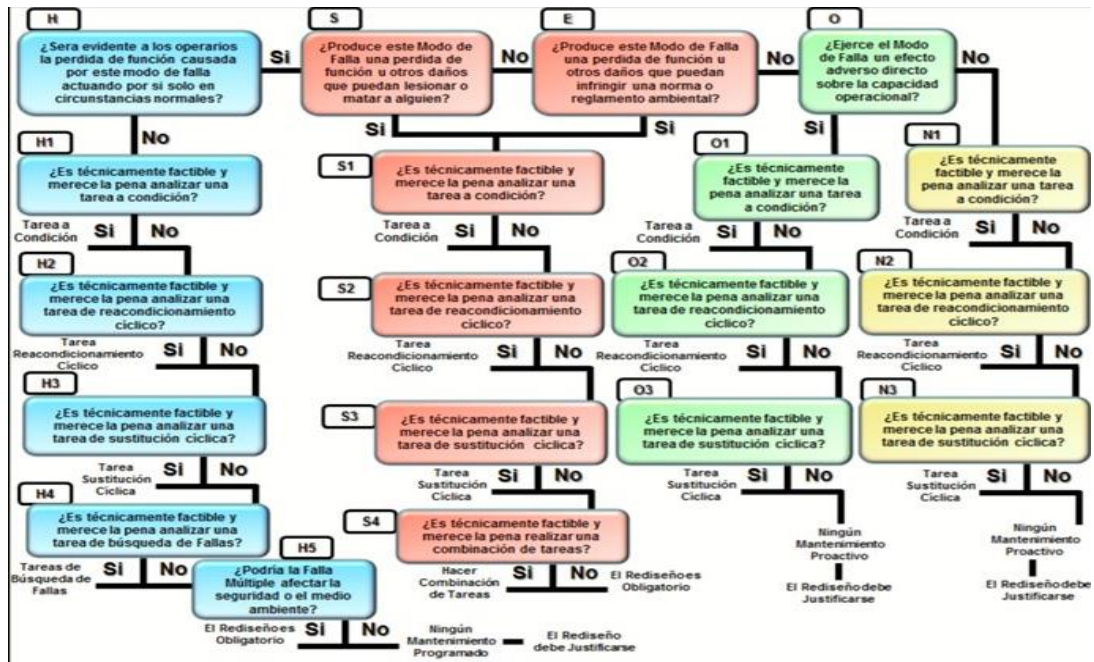 H
¿Sera evidente a los operarios
la perdida de función causada
por este modo de falla
actuando por si solo en
circunstancias normales?
Si
No
S
¿Produce este Modo de
Falla una perdida de
función u otros daños
que puedan lesionar o
matar a alguien?
No
Si
E
¿Produce este Modo de Falla
una perdida de función u
otros daños que puedan
infringir una norma o
reglamento ambiental?
No
Si
O
¿Ejerce el Modo
de Falla un efecto
adverso directo
sobre la capacidad
operacional?
No
Si
H1
¿Es técnicamente factible y
merece la pena analizar una
tarea a condición?
Tarea a
Condición
Si
No
S1
¿Es técnicamente factible y
merece la pena analizar una
tarea a condición?
Tarea a
Condición
Si
No
O1
¿Es técnicamente
factible y merece la
pena analizar una tarea
a condición?
Tarea a
Condición
Si
No
N1
¿Es técnicamente
factible y merece la
pena analizar una tarea
a condición?
Tarea a
Condición
Si
No
H2
¿Es técnicamente factible y
merece la pena analizar una
tarea de reacondicionamiento
cíclico?
Tarea
Reacondicionamiento
Cíclico
Si
No
S2
¿Es técnicamente factible y
merece la pena analizar una
tarea de reacondicionamiento
cíclico?
Tarea
Reacondicionamiento
Cíclico
Si
No
O2
¿Es técnicamente factible y
merece la pena analizar una
tarea de reacondicionamiento
cíclico?
Tarea
Reacondicionamiento
Cíclico
Si
No
N2
¿Es técnicamente factible y
merece la pena analizar una
tarea de reacondicionamiento
cíclico?
Tarea
Reacondicionamiento
Cíclico
Si
No
H3
¿Es técnicamente factible y
merece la pena analizar una
tarea de sustitución cíclica?
Tarea
Sustitución
Cíclica
Si
No
S3
¿Es técnicamente factible y
merece la pena analizar una
tarea de sustitución cíclica?
Tarea
Sustitución
Cíclica
Si
No
O3
¿Es técnicamente factible y
merece la pena analizar una
tarea de sustitución cíclica?
Tarea
Sustitución
Cíclica
Si
No
Ningún
Mantenimiento
Proactivo
El Rediseño debe
Justificarse
N3
¿Es técnicamente factible y
merece la pena analizar una
tarea de sustitución cíclica?
Tarea
Sustitución
Cíclica
Si
No
Ningún
Mantenimiento
Proactivo
El Rediseño debe
Justificarse
H4
¿Es técnicamente factible y
merece la pena analizar una
tarea de búsqueda de Fallas?
Tareas de
Búsqueda de
Fallas
Si
No
S4
¿Es técnicamente factible y
merece la pena realizar una
combinación de tareas?
Hacer
Combinación
de Tareas
Si
No
El Rediseño es
Obligatorio
H5
¿Podría la Falla
Múltiple afectar la
seguridad o el medio
ambiente?
El Rediseño es
Obligatorio
Si
No
Ningún
Mantenimiento
Programado
El Rediseño
debe Justificarse